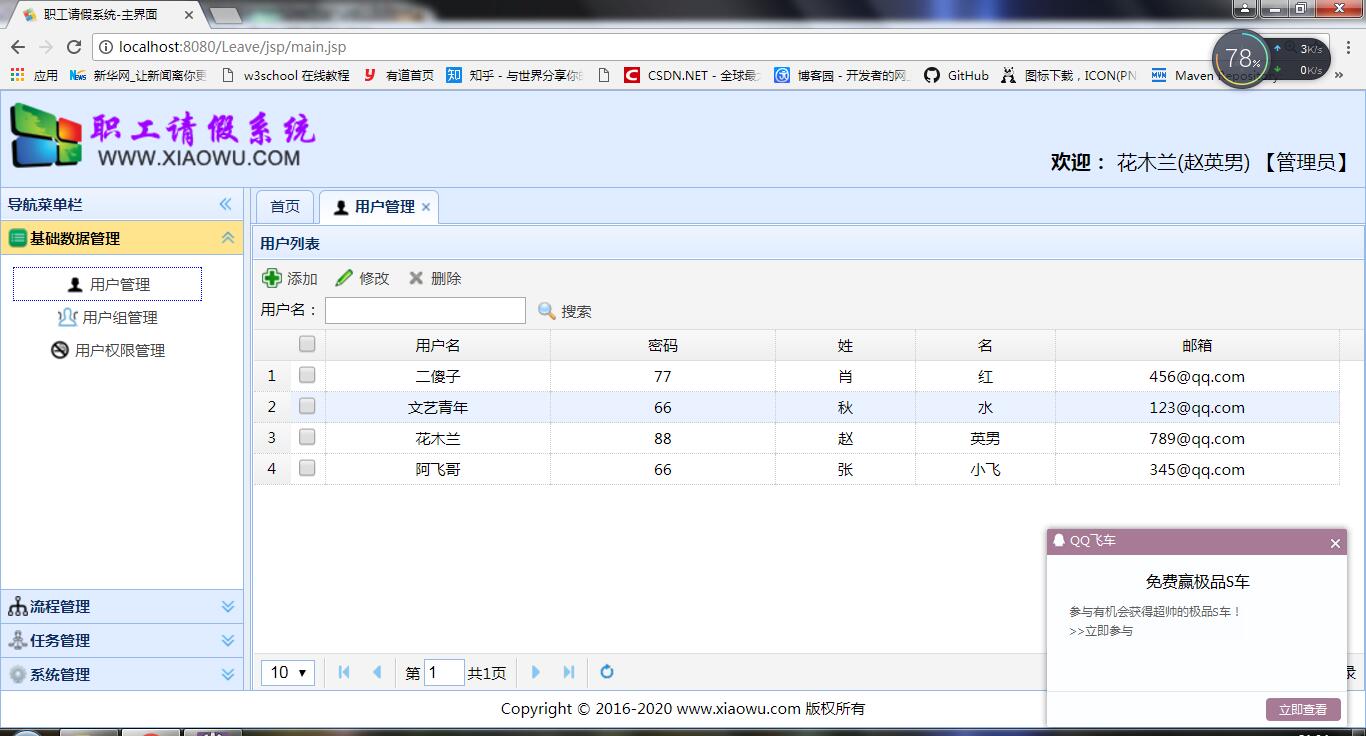 职工请假系统-主界面
localhost:8080/Leave/jsp/main.jsp
应用 News 新华网_让新闻离你更 w3school 在线教程 有道首页 知乎 - 与世界分享你 CSDN.NET - 全球最 博客园 - 开发者的网 GitHub 图标下载，ICON(PN Maven
78% 3K/s
0K/s
职工请假系统
WWW.XIAOWU.COM
欢迎： 花木兰(赵英男) 【管理员】
导航菜单栏
基础数据管理
用户管理
用户组管理
用户权限管理
流程管理
任务管理
系统管理
首页 用户管理
用户列表
添加 修改 删除
用户名： 搜索
用户名 密码 姓 名 邮箱
1 二傻子 77 肖 红 456@qq.com
2 文艺青年 66 秋 水 123@qq.com
3 花木兰 88 赵 英男 789@qq.com
4 阿飞哥 66 张 小飞 345@qq.com
10 第 1 共1页
录
QQ飞车
免费赢极品S车
参与有机会获得超帅的极品S车！
>>立即参与
立即查看
Copyright © 2016-2020 www.xiaowu.com 版权所有